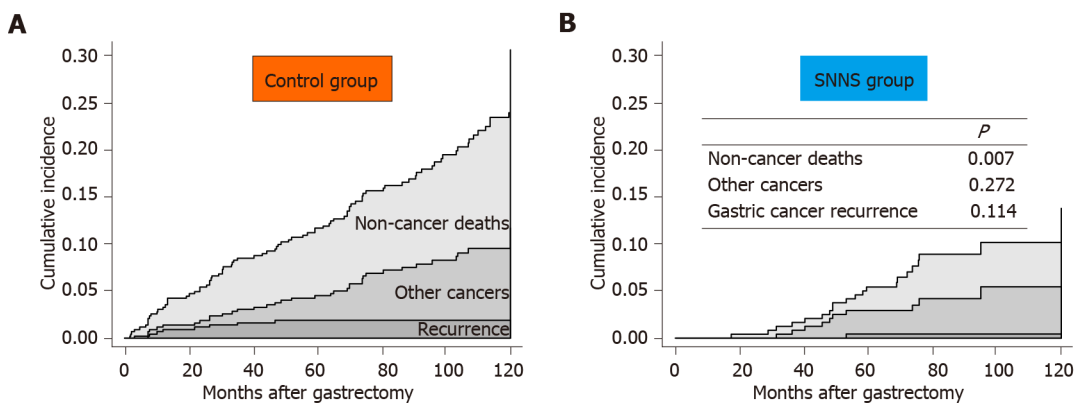 A
Control group
Cumulative incidence
0.30
0.25
0.20
0.15
0.10
0.05
0.00
Non-cancer deaths
Other cancers
Recurrence
0 20 40 60 80 100 120
Months after gastrectomy
B
SNNS group
Cumulative incidence
0.30
0.25
0.20
0.15
0.10
0.05
0.00
P
Non-cancer deaths 0.007
Other cancers 0.272
Gastric cancer recurrence 0.114
0 20 40 60 80 100 120
Months after gastrectomy